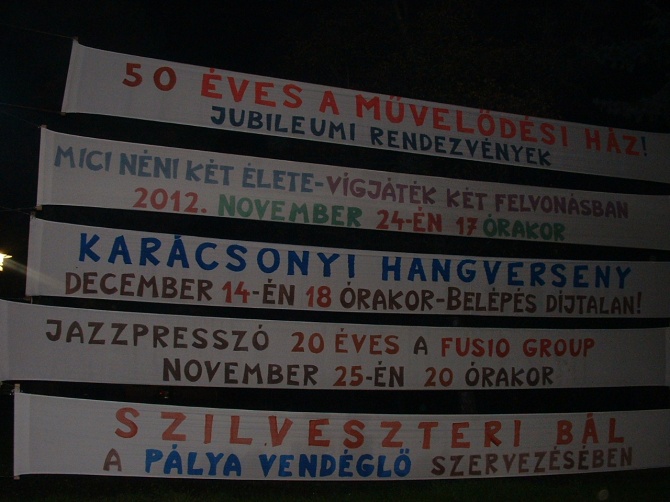 50 ÉVES A MŰVELŐDÉSI HÁZ!
JUBILEUMI RENDEZVÉNYEK
MICI NÉNI KÉT ÉLETE-VÍGJÁTÉK KÉT FELVONÁSBAN
2012. NOVEMBER 24-ÉN 17 ÓRAKOR
KARÁCSONYI HANGVERSENY
DECEMBER 14-ÉN 18 ÓRAKOR-BELÉPÉS DÍJTALAN!
JAZZPRESSZÓ 20 ÉVES A FUSIO GROUP
NOVEMBER 25-ÉN 20 ÓRAKOR
SZILVESZTERI BÁL
A PÁLYA VENDÉGLŐ SZERVEZÉSÉBEN